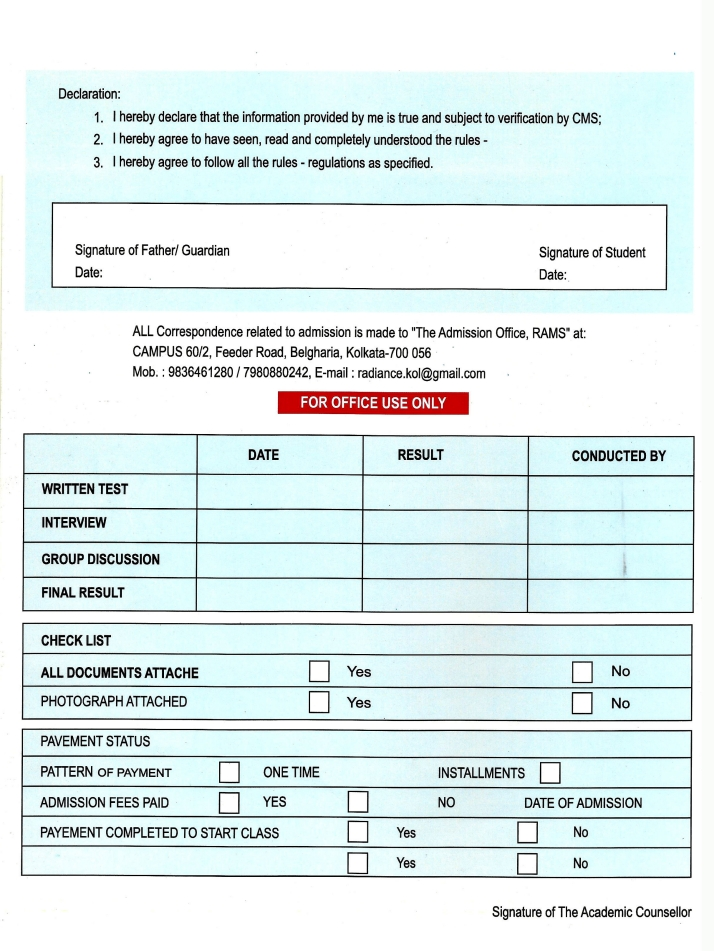 Declaration:
1. I hereby declare that the information provided by me is true and subject to verification by CMS;
2. I hereby agree to have seen, read and completely understood the rules -
3. I hereby agree to follow all the rules - regulations as specified.
Signature of Father/ Guardian
Date:
Signature of Student
Date:
ALL Correspondence related to admission is made to "The Admission Office, RAMS" at:
CAMPUS 60/2, Feeder Road, Belgharia, Kolkata-700 056
Mob. : 9836461280 / 7980880242, E-mail : radiance.kol@gmail.com
FOR OFFICE USE ONLY
DATE RESULT CONDUCTED BY
WRITTEN TEST
INTERVIEW
GROUP DISCUSSION
FINAL RESULT
CHECK LIST
ALL DOCUMENTS ATTACHE Yes No
PHOTOGRAPH ATTACHED Yes No
PAVEMENT STATUS
PATTERN OF PAYMENT ONE TIME INSTALLMENTS
ADMISSION FEES PAID YES NO DATE OF ADMISSION
PAYEMENT COMPLETED TO START CLASS Yes No
Yes No
Signature of The Academic Counsellor